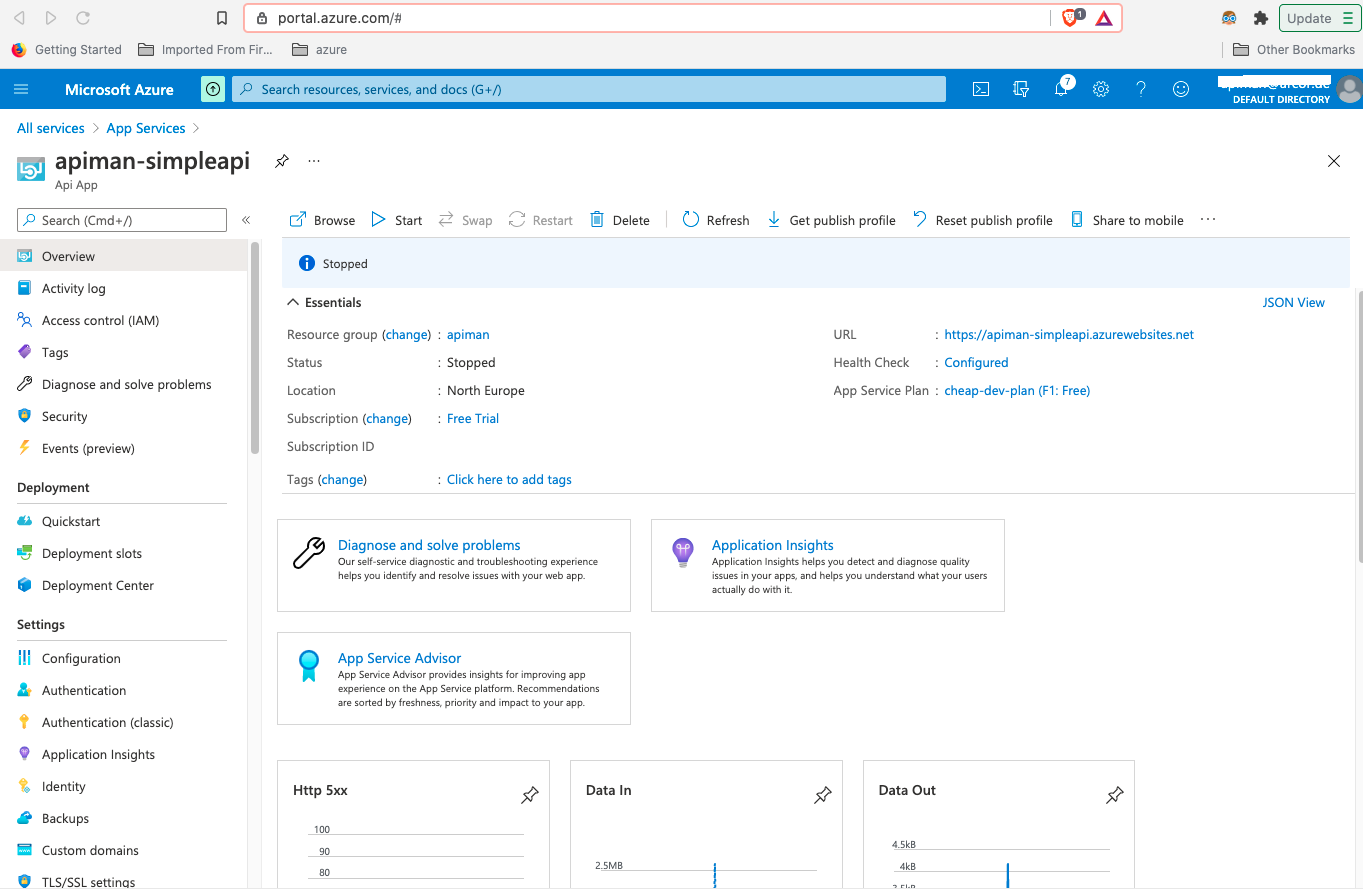 portal.azure.com/#
1
Update
Getting Started
Imported From Fir...
azure
Other Bookmarks
Microsoft Azure
Search resources, services, and docs (G+/)
7
DEFAULT DIRECTORY
All services > App Services >
apiman-simpleapi
...
Api App
Search (Cmd+/)
«
Browse
Start
Swap
Restart
Delete
Refresh
Get publish profile
Reset publish profile
Share to mobile
...
Overview
Activity log
Access control (IAM)
Tags
Diagnose and solve problems
Security
Events (preview)
Deployment
Quickstart
Deployment slots
Deployment Center
Settings
Configuration
Authentication
Authentication (classic)
Application Insights
Identity
Backups
Custom domains
TLS/SSL settings
Stopped
Essentials
JSON View
Resource group (change) : apiman
Status : Stopped
Location : North Europe
Subscription (change) : Free Trial
Subscription ID
Tags (change) : Click here to add tags
URL : https://apiman-simpleapi.azurewebsites.net
Health Check : Configured
App Service Plan : cheap-dev-plan (F1: Free)
Diagnose and solve problems
Our self-service diagnostic and troubleshooting experience
helps you identify and resolve issues with your web app.
Application Insights
Application Insights helps you detect and diagnose quality
issues in your apps, and helps you understand what your users
actually do with it.
App Service Advisor
App Service Advisor provides insights for improving app
experience on the App Service platform. Recommendations
are sorted by freshness, priority and impact to your app.
Http 5xx
100
90
80
Data In
2.5MB
Data Out
4.5kB
4kB